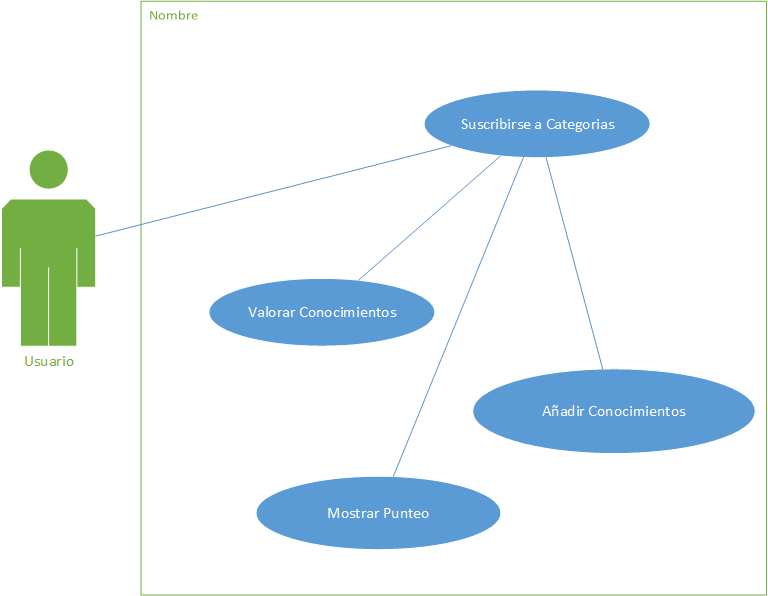 Nombre
Suscribirse a Categorias
Valorar Conocimientos
Usuario
Añadir Conocimientos
Mostrar Punteo